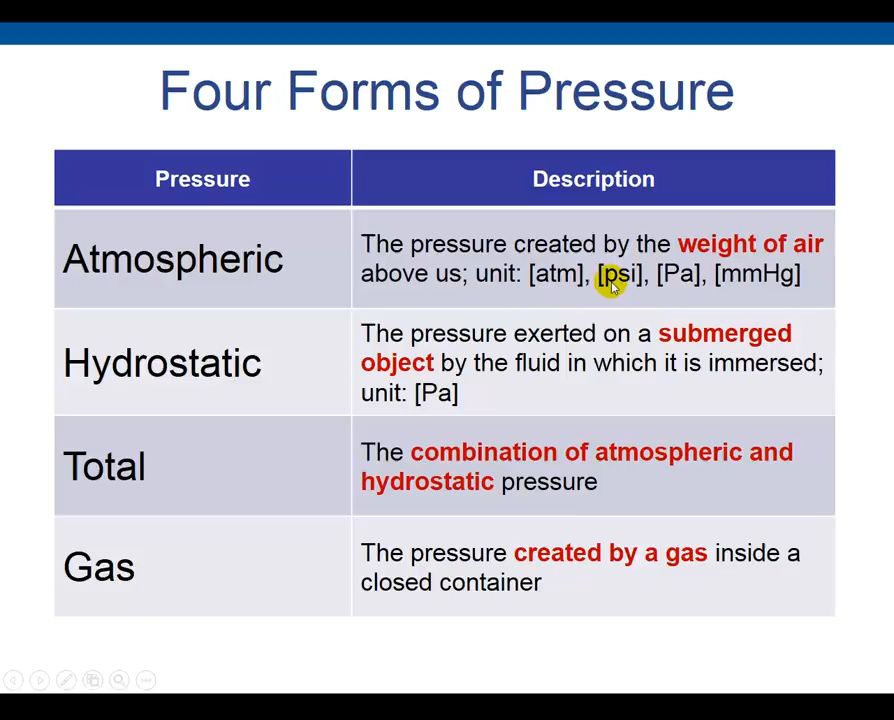 Four Forms of Pressure
Pressure
Description
Atmospheric
The pressure created by the weight of air
above us; unit: [atm], [psi], [Pa], [mmHg]
Hydrostatic
The pressure exerted on a submerged
object by the fluid in which it is immersed;
unit: [Pa]
Total
The combination of atmospheric and
hydrostatic pressure
Gas
The pressure created by a gas inside a
closed container